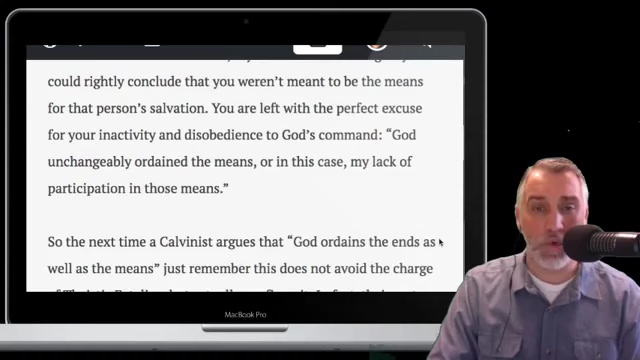 could rightly conclude that you weren’t meant to be the means
for that person’s salvation. You are left with the perfect excuse
for your inactivity and disobedience to God’s command: “God
unchangeably ordained the means, or in this case, my lack of
participation in those means.”
So the next time a Calvinist argues that “God ordains the ends as
well as the means” just remember this does not avoid the charge
MacBook Pro